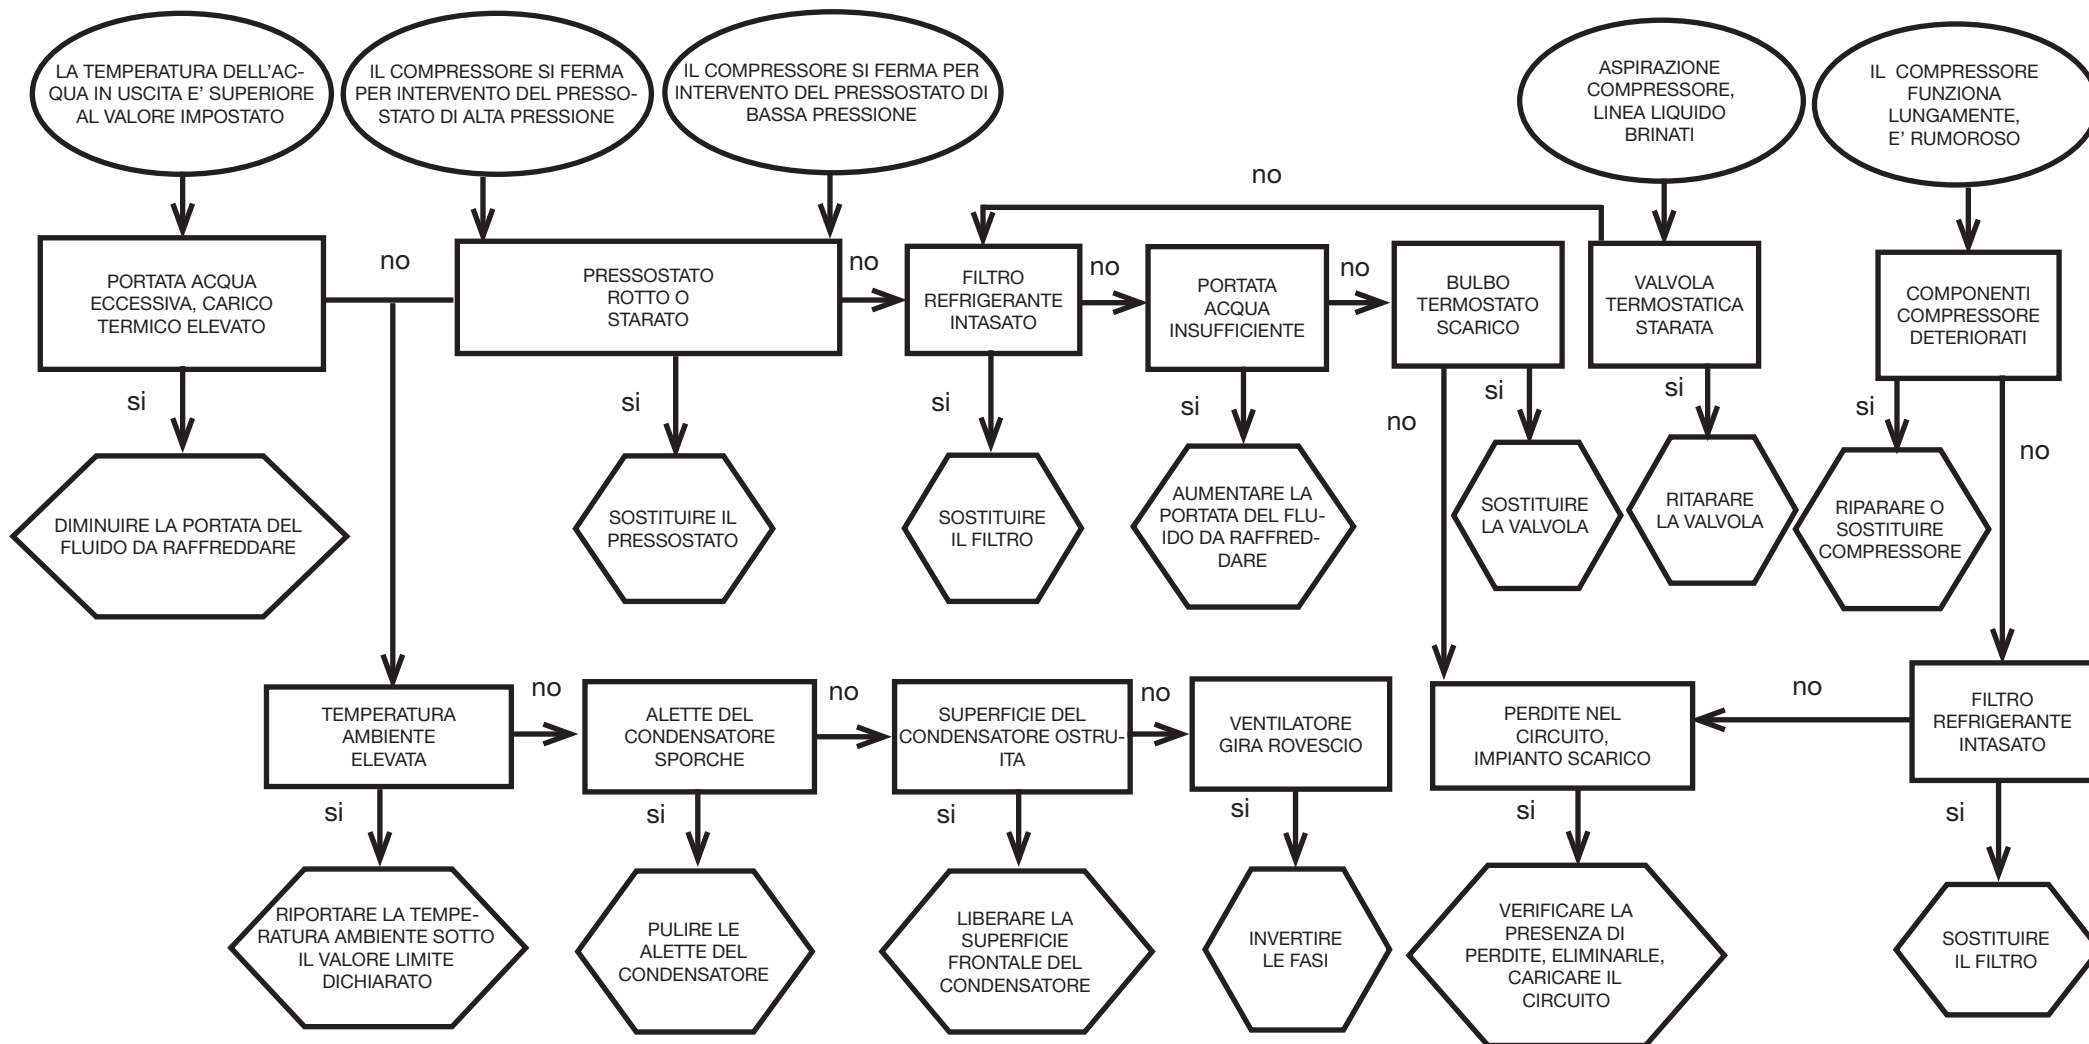 LA TEMPERATURA DELL'AC-
QUA IN USCITA E' SUPERIORE
AL VALORE IMPOSTATO
IL COMPRESSORE SI FERMA
PER INTERVENTO DEL PRESSO-
STATO DI ALTA PRESSIONE
IL COMPRESSORE SI FERMA PER
INTERVENTO DEL PRESSOSTATO DI
BASSA PRESSIONE
ASPIRAZIONE
COMPRESSORE,
LINEA LIQUIDO
BRINATI
IL COMPRESSORE
FUNZIONA
LUNGAMENTE,
E' RUMOROSO
no
PORTATA ACQUA
ECCESSIVA, CARICO
TERMICO ELEVATO
no
PRESSOSTATO
ROTTO O
STARATO
no
FILTRO
REFRIGERANTE
INTASATO
no
PORTATA
ACQUA
INSUFFICIENTE
no
BULBO
TERMOSTATO
SCARICO
VALVOLA
TERMOSTATICA
STARATA
COMPONENTI
COMPRESSORE
DETERIORATI
si
si
si
si
no
si
si
si
no
DIMINUIRE LA PORTATA DEL
FLUIDO DA RAFFREDDARE
SOSTITUIRE IL
PRESSOSTATO
SOSTITUIRE
IL FILTRO
AUMENTARE LA
PORTATA DEL FLU-
IDO DA RAFFRED-
DARE
SOSTITUIRE
LA VALVOLA
RITARARE
LA VALVOLA
RIPARARE O
SOSTITUIRE
COMPRESSORE
TEMPERATURA
AMBIENTE
ELEVATA
no
ALETTE DEL
CONDENSATORE
SPORCHE
no
SUPERFICIE DEL
CONDENSATORE OSTRU-
ITA
no
VENTILATORE
GIRA ROVESCIO
PERDITE NEL
CIRCUITO,
IMPIANTO SCARICO
no
FILTRO
REFRIGERANTE
INTASATO
si
si
si
si
si
si
RIPORTARE LA TEMPE-
RATURA AMBIENTE SOTTO
IL VALORE LIMITE
DICHIARATO
PULIRE LE
ALETTE DEL
CONDENSATORE
LIBERARE LA
SUPERFICIE
FRONTALE DEL
CONDENSATORE
INVERTIRE
LE FASI
VERIFICARE LA
PRESENZA DI
PERDITE, ELIMINARLE,
CARICARE IL
CIRCUITO
SOSTITUIRE
IL FILTRO